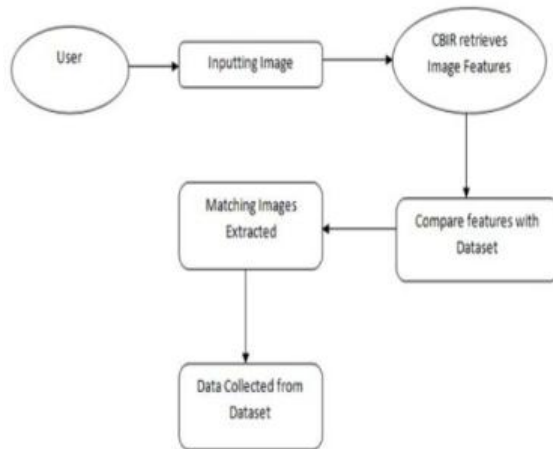 User
Inputting Image
CBIR retrieves
Image Features
Compare features with
Dataset
Matching Images
Extracted
Data Collected from
Dataset